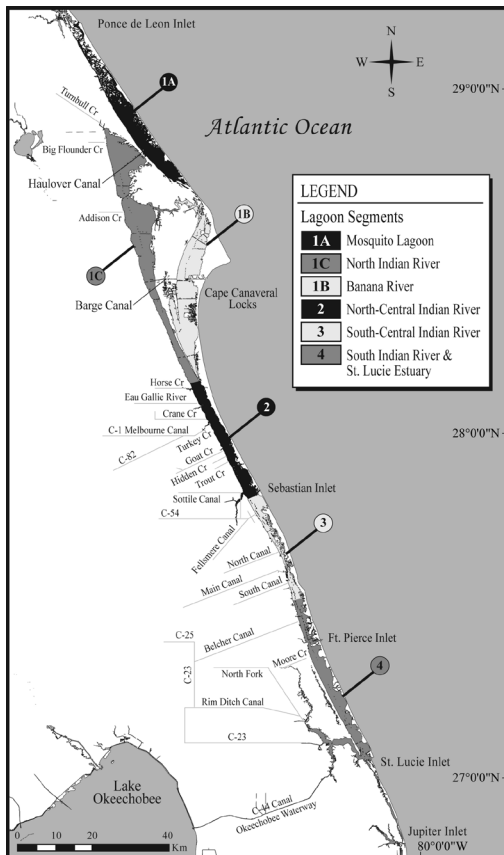 Ponce de León Inlet
N
W
E
S
29°0'0"N
1A
Turnbull Cr
Atlantic Ocean
Big Flounder Cr
Haulover Canal
LEGEND
Lagoon Segments
1A Mosquito Lagoon
1C North Indian River
1B Banana River
2 North-Central Indian River
3 South-Central Indian River
4 South Indian River &
St. Lucie Estuary
Addison Cr
1B
1C
Barge Canal
Cape Canaveral
Locks
Horse Cr
Eau Gallie River
Crane Cr
2
C-1 Melbourne Canal
28°0'0"N
C-82
Turkey Cr
Goat Cr
Hidden Cr
Trout Cr
Sebastian Inlet
Sottile Canal
C-54
Fellsmere Canal
3
North Canal
Main Canal
South Canal
C-25
Belcher Canal
Ft. Pierce Inlet
C-23
Moore Cr
North Fork
4
Rim Ditch Canal
C-23
St. Lucie Inlet
27°0'0"N
Lake
Okeechobee
C-44 Canal
Okeechobee Waterway
Jupiter Inlet
0 10 20 40
Km
80°0'0"W